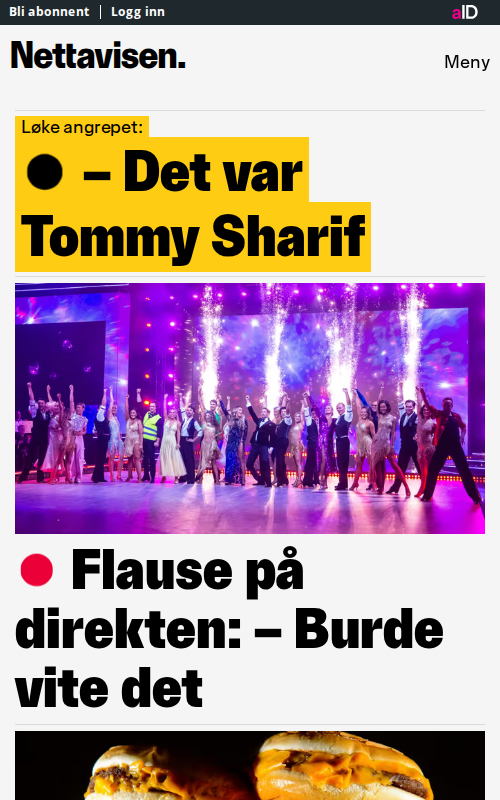 Bli abonnent | Logg inn
aID
Nettavisen.
Meny
Løke angrepet:
– Det var
Tommy Sharif
Flause på
direkten: – Burde
vite det